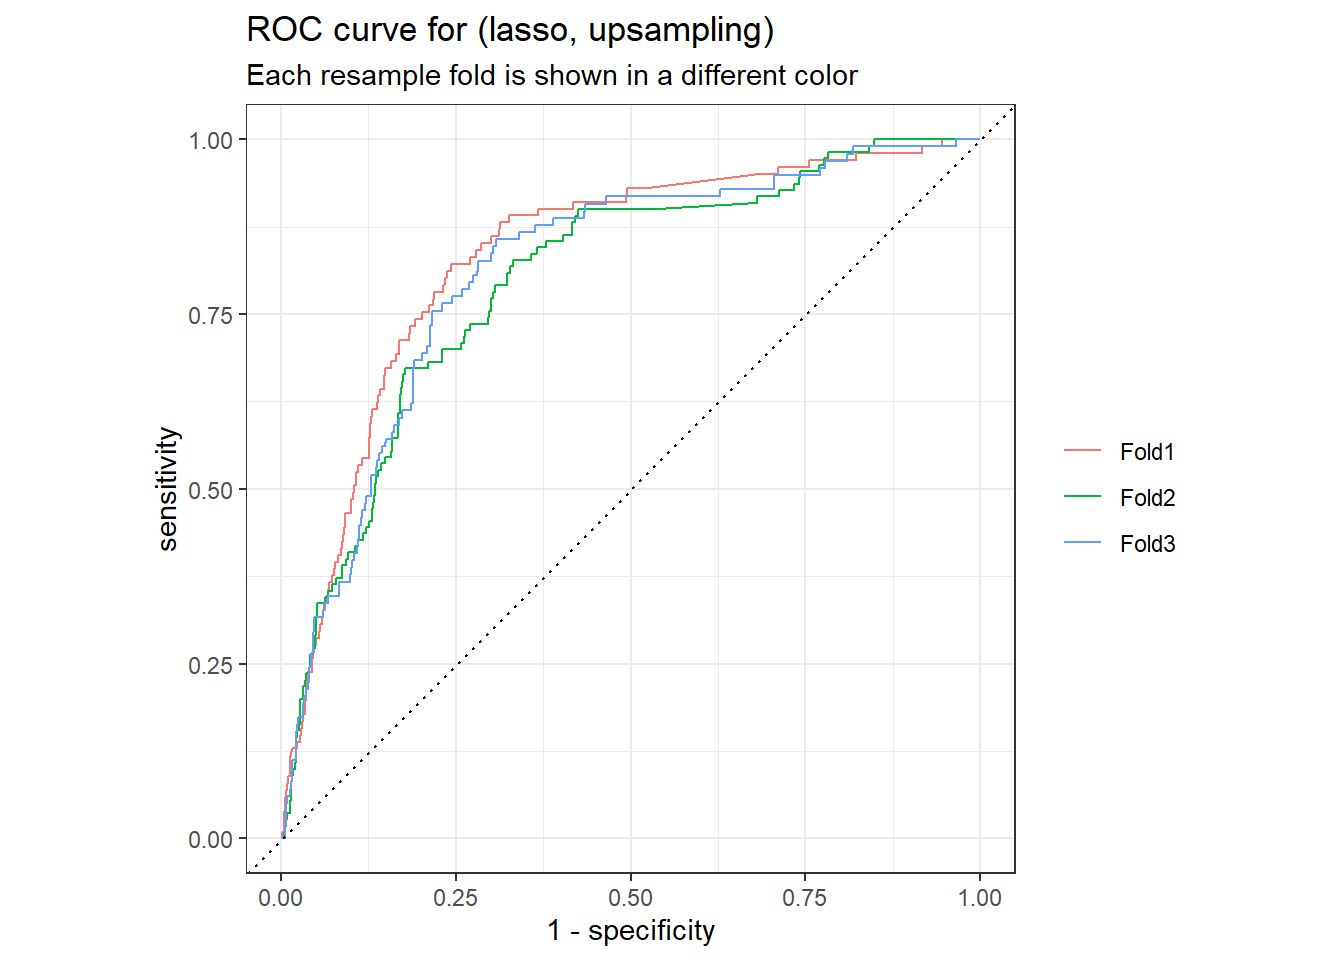 ROC curve for (lasso, upsampling)
Each resample fold is shown in a different color
1.00
0.75
0.50
0.25
0.00
sensitivity
0.00 0.25 0.50 0.75 1.00
1 - specificity
Fold1
Fold2
Fold3